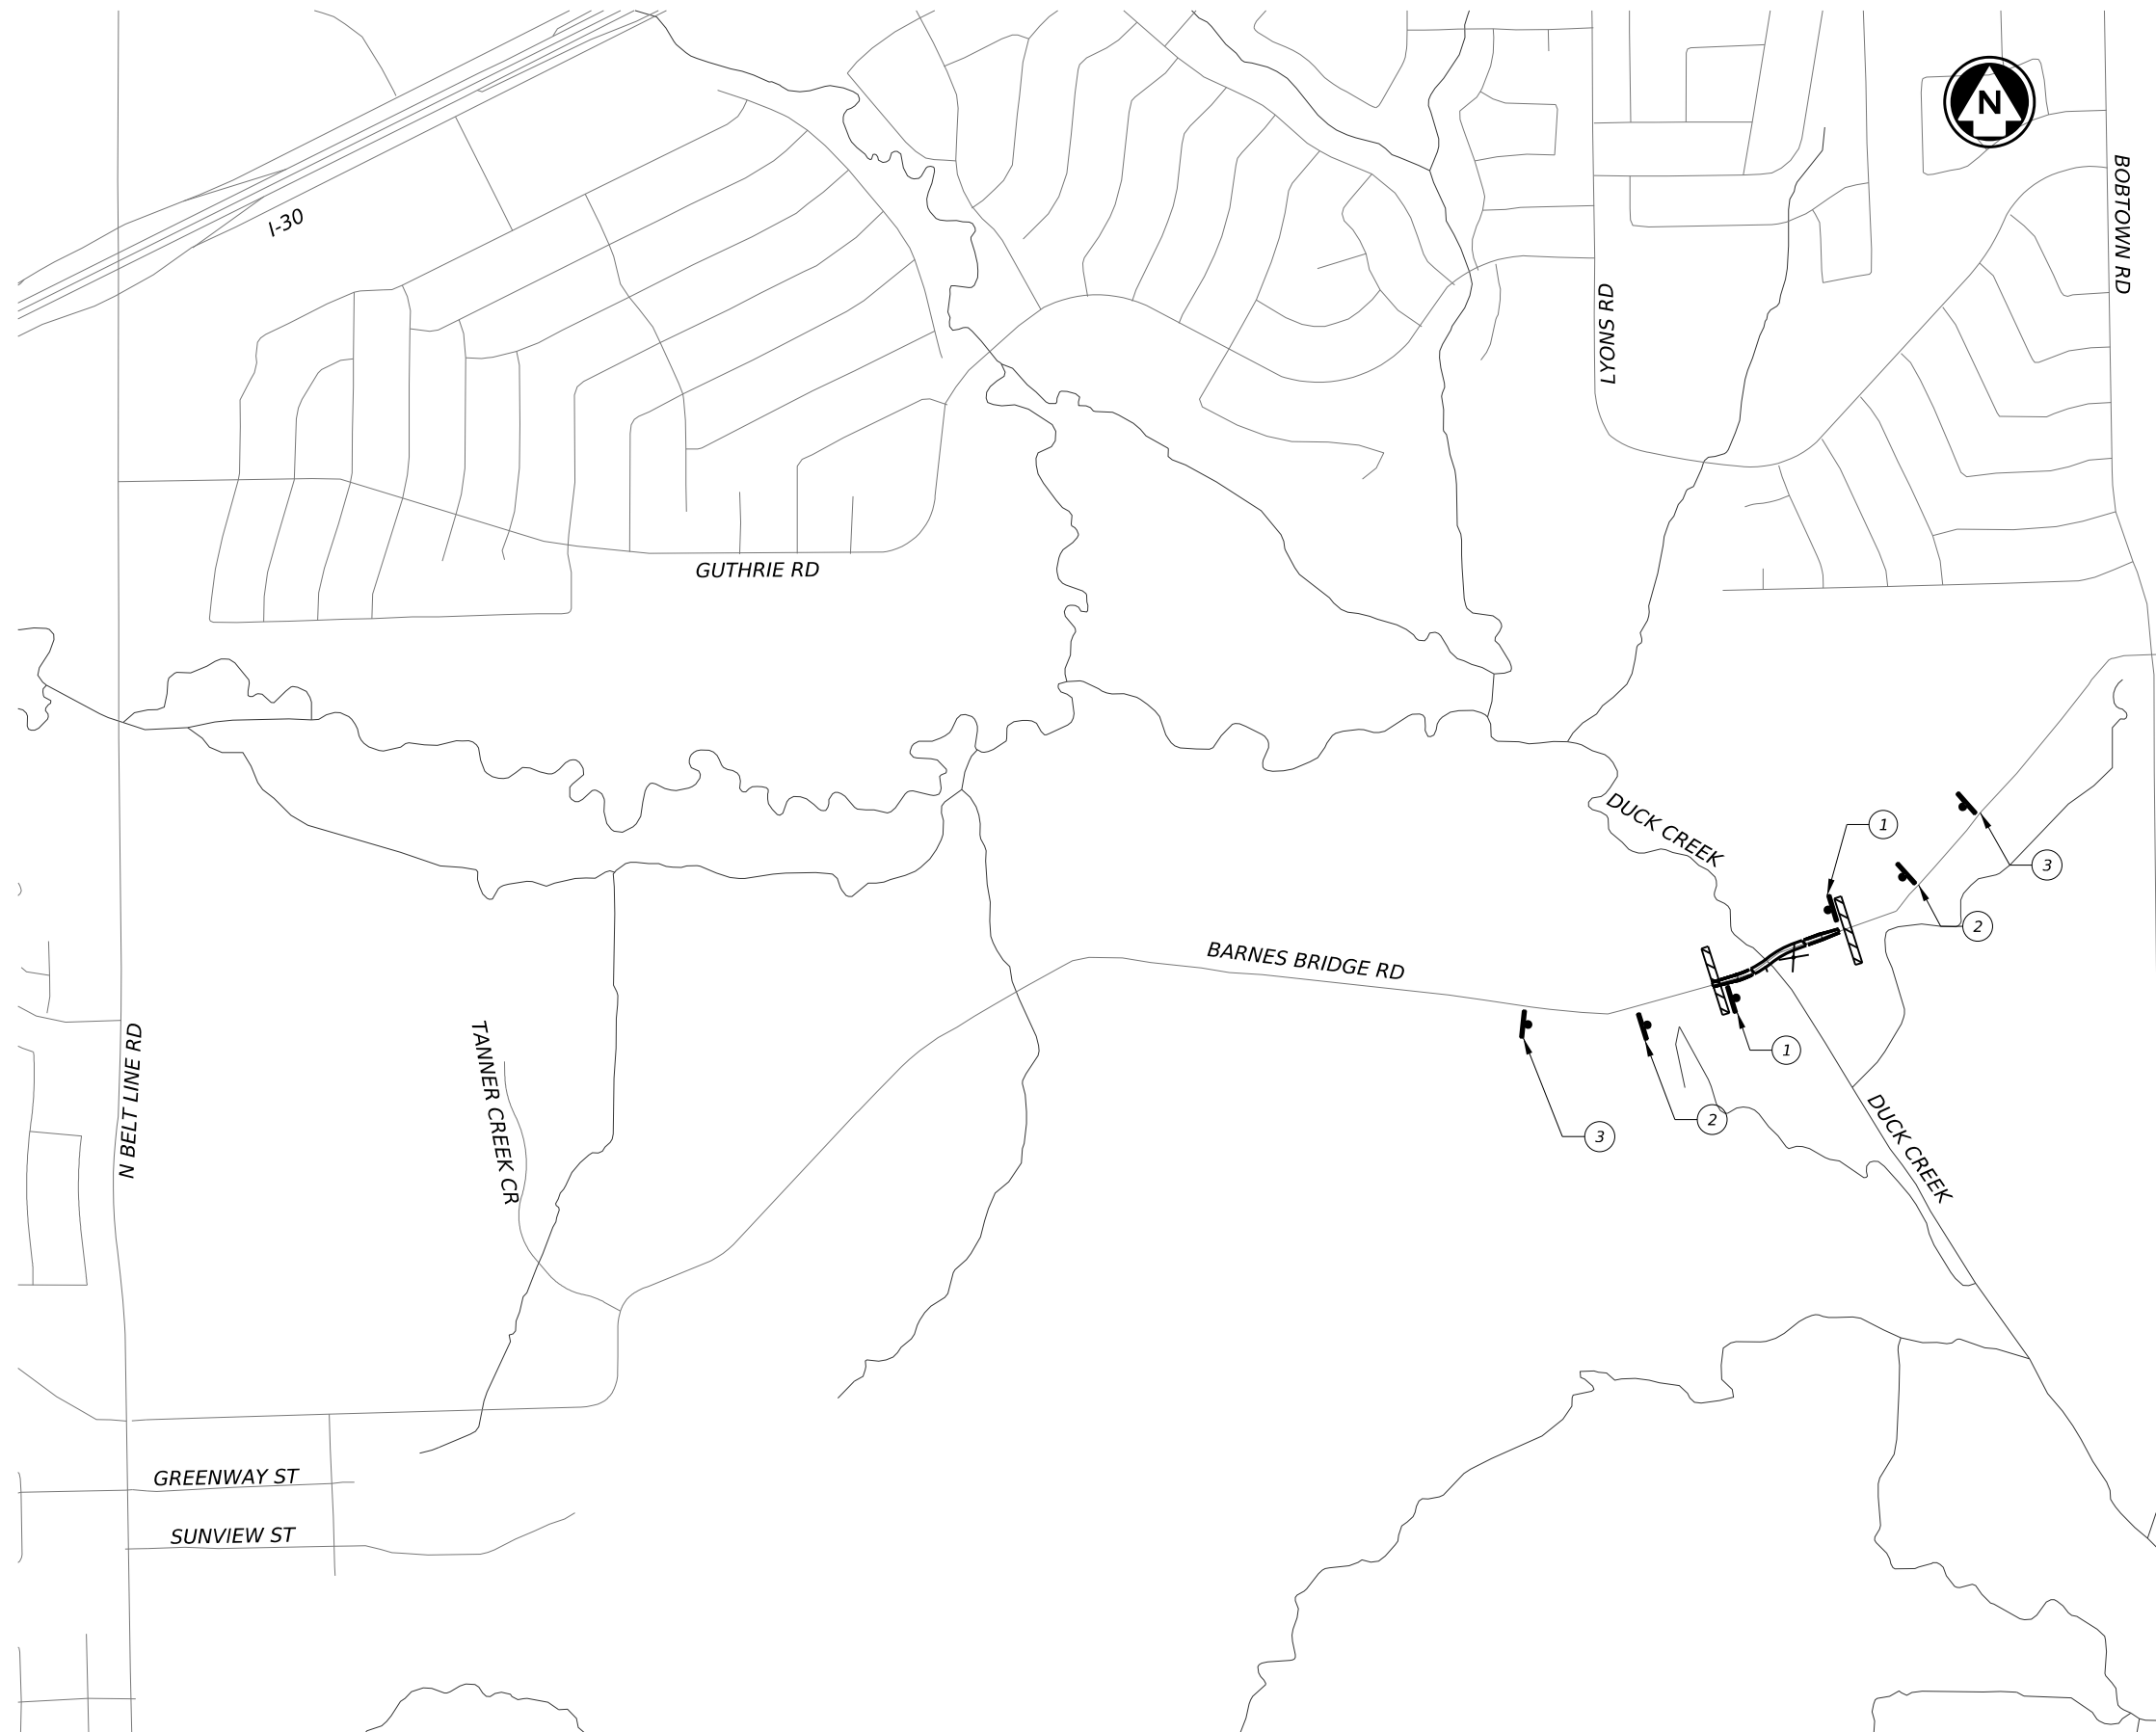 N
BOBTOWN RD
I-30
LYONS RD
GUTHRIE RD
DUCK CREEK
1
3
2
BARNES BRIDGE RD
N BELT LINE RD
TANNER CREEK CR
1
2
3
DUCK CREEK
GREENWAY ST
SUNVIEW ST